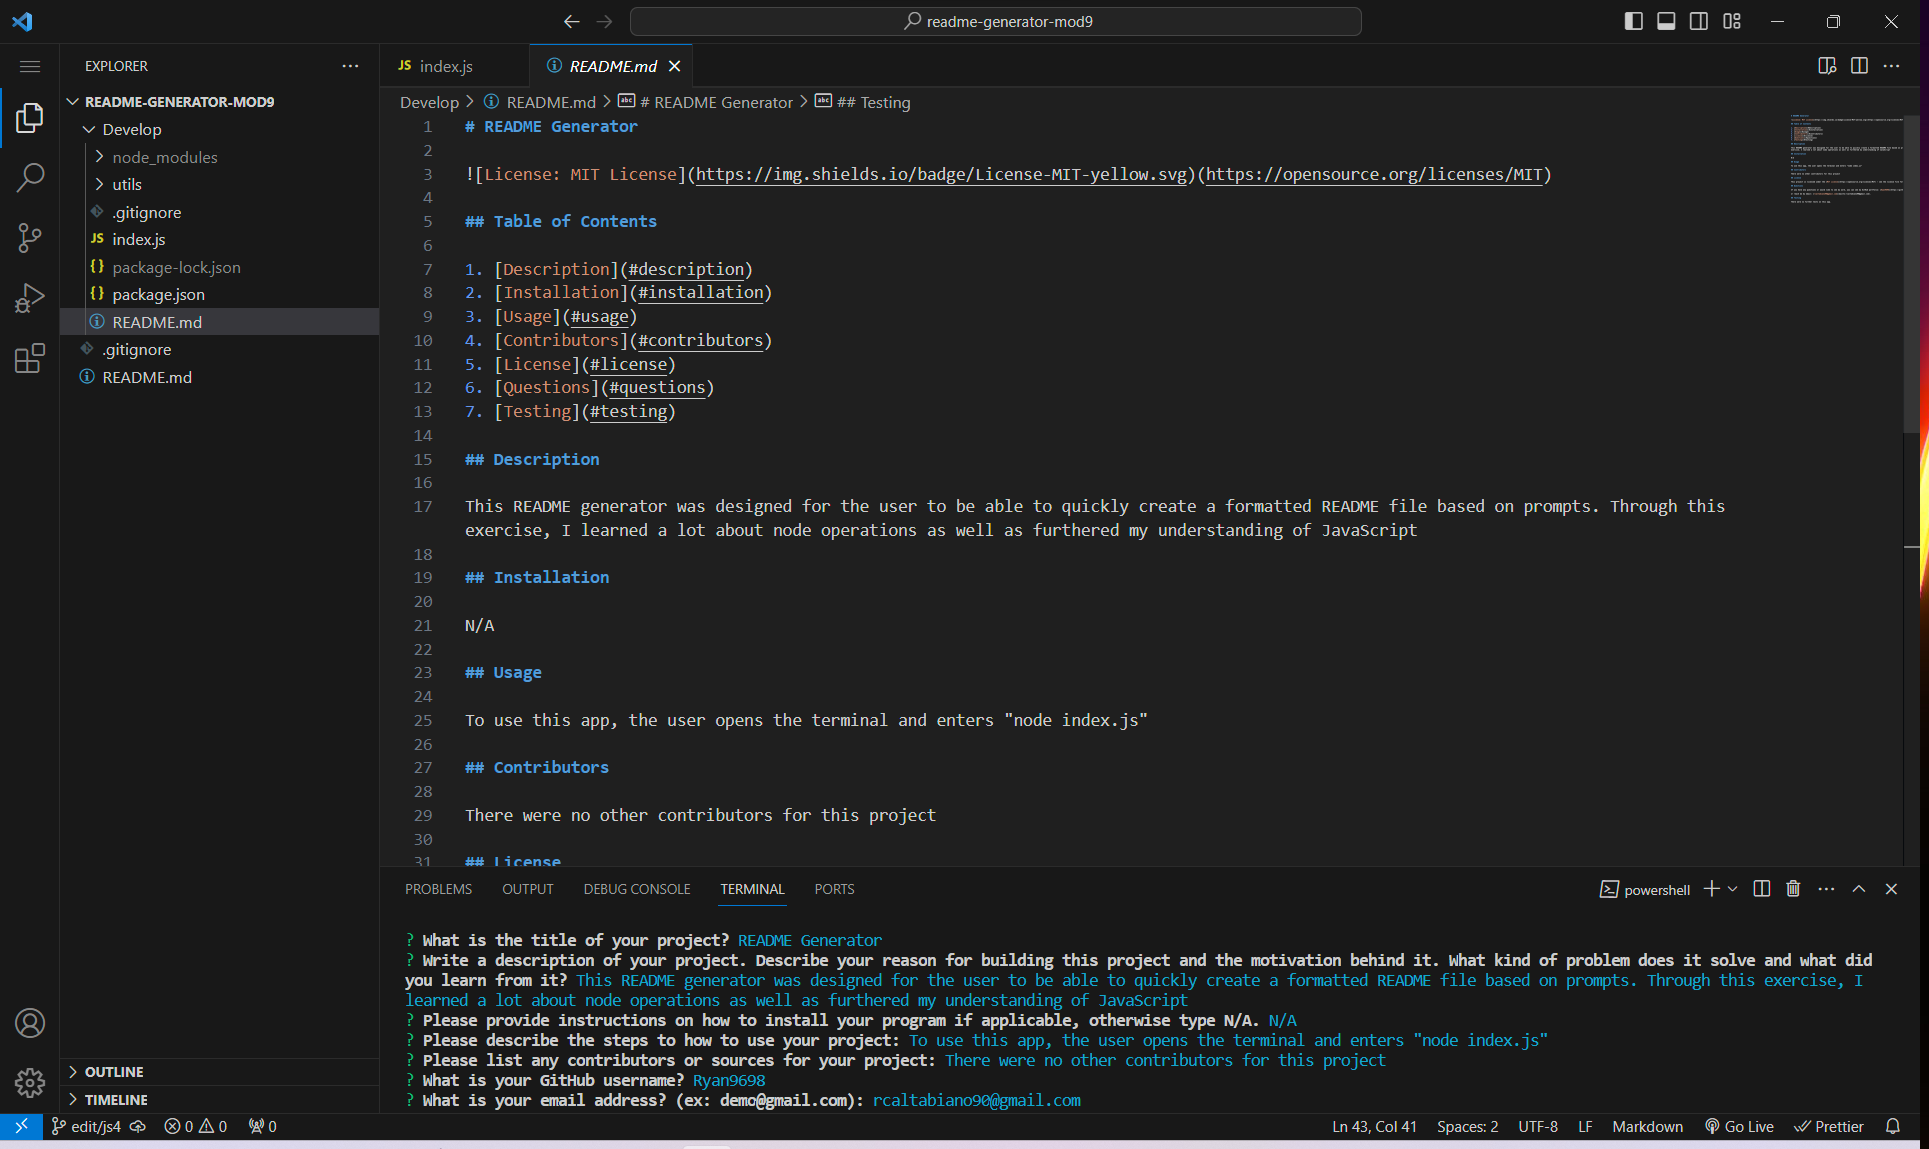 readme-generator-mod9
EXPLORER
README-GENERATOR-MOD9
Develop
node_modules
utils
.gitignore
JS index.js
{} package-lock.json
{} package.json
README.md
.gitignore
README.md
OUTLINE
TIMELINE
JS index.js
README.md
Develop > README.md > # README Generator > ## Testing
1 # README Generator
2
3 ![License: MIT License](https://img.shields.io/badge/License-MIT-yellow.svg)(https://opensource.org/licenses/MIT)
4
5 ## Table of Contents
6
7 1. [Description](#description)
8 2. [Installation](#installation)
9 3. [Usage](#usage)
10 4. [Contributors](#contributors)
11 5. [License](#license)
12 6. [Questions](#questions)
13 7. [Testing](#testing)
14
15 ## Description
16
17 This README generator was designed for the user to be able to quickly create a formatted README file based on prompts. Through this
exercise, I learned a lot about node operations as well as furthered my understanding of JavaScript
18
19 ## Installation
20
21 N/A
22
23 ## Usage
24
25 To use this app, the user opens the terminal and enters "node index.js"
26
27 ## Contributors
28
29 There were no other contributors for this project
30
31 ## License
PROBLEMS OUTPUT DEBUG CONSOLE TERMINAL PORTS
powershell
? What is the title of your project? README Generator
? Write a description of your project. Describe your reason for building this project and the motivation behind it. What kind of problem does it solve and what did
you learn from it? This README generator was designed for the user to be able to quickly create a formatted README file based on prompts. Through this exercise, I
learned a lot about node operations as well as furthered my understanding of JavaScript
? Please provide instructions on how to install your program if applicable, otherwise type N/A. N/A
? Please describe the steps to how to use your project: To use this app, the user opens the terminal and enters "node index.js"
? Please list any contributors or sources for your project: There were no other contributors for this project
? What is your GitHub username? Ryan9698
? What is your email address? (ex: demo@gmail.com): rcaltabiano90@gmail.com
edit/js4 0 0 0 Ln 43, Col 41 Spaces: 2 UTF-8 LF Markdown Go Live Prettier